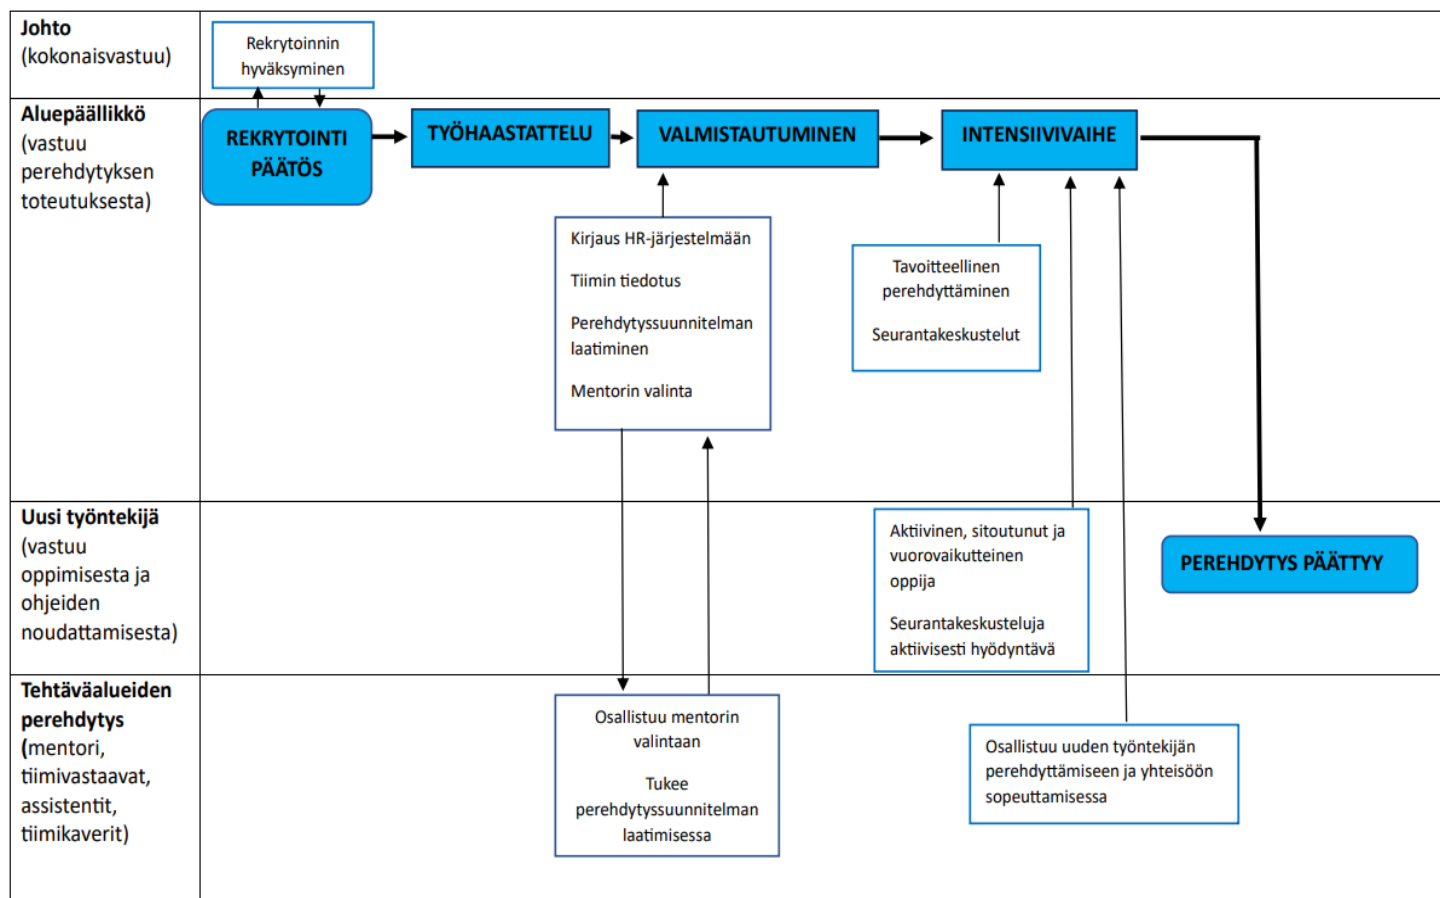 Johto
(kokonaisvastuu)
Rekrytoinnin
hyväksyminen
Aluepäällikkö
(vastuu
perehdytyksen
toteutuksesta)
REKRYTOINTI
PÄÄTÖS
TYÖHAASTATTELU
VALMISTAUTUMINEN
INTENSIIVIVAIHE
Kirjaus HR-järjestelmään
Tiimin tiedotus
Perehdytyssuunnitelman
laatiminen
Mentorin valinta
Tavoitteellinen
perehdyttäminen
Seurantakeskustelut
Uusi työntekijä
(vastuu
oppimisesta ja
ohjeiden
noudattamisesta)
Aktiivinen, sitoutunut ja
vuorovaikutteinen
oppija
Seurantakeskusteluja
aktiivisesti hyödyntävä
PEREHDYTYS PÄÄTTYY
Tehtäväalueiden
perehdytys
(mentori,
tiimivastaavat,
assistentit,
tiimikaverit)
Osallistuu mentorin
valintaan
Tukee
perehdytyssuunnitelman
laatimisessa
Osallistuu uuden työntekijän
perehdyttämiseen ja yhteisöön
sopeuttamisessa